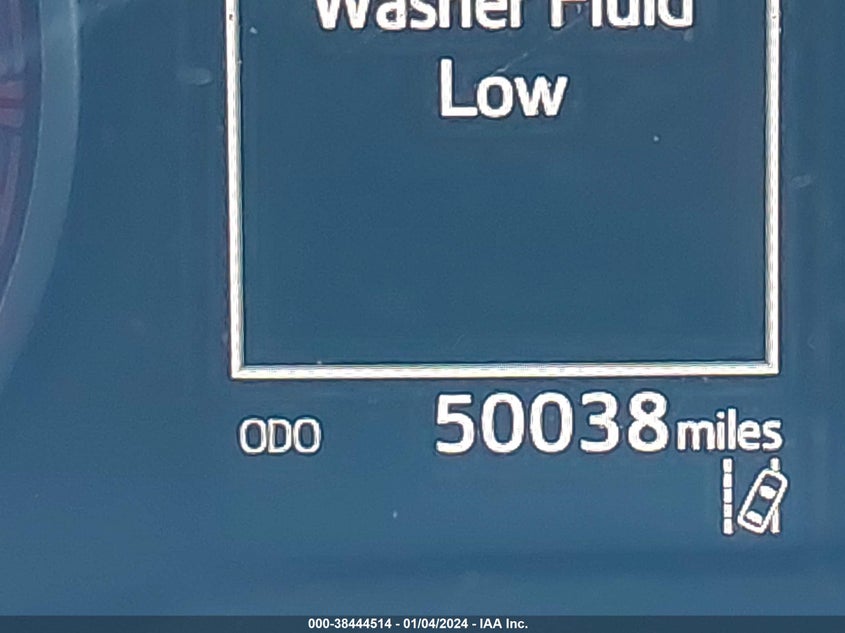 Washer Fluid
Low
ODO 50038 miles
000-38444514 - 01/04/2024 - IAA Inc.